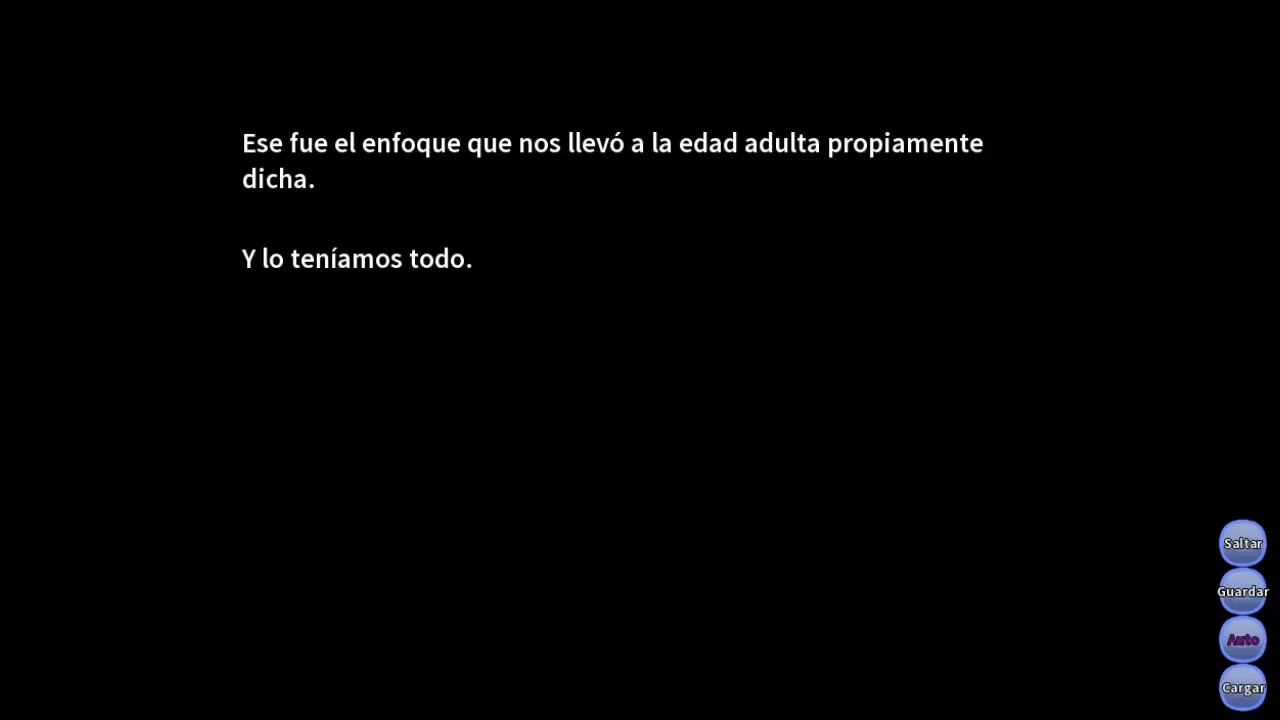 Ese fue el enfoque que nos llevó a la edad adulta propiamente
dicha.
Y lo teníamos todo.
Saltar
Guardar
Auto
Cargar